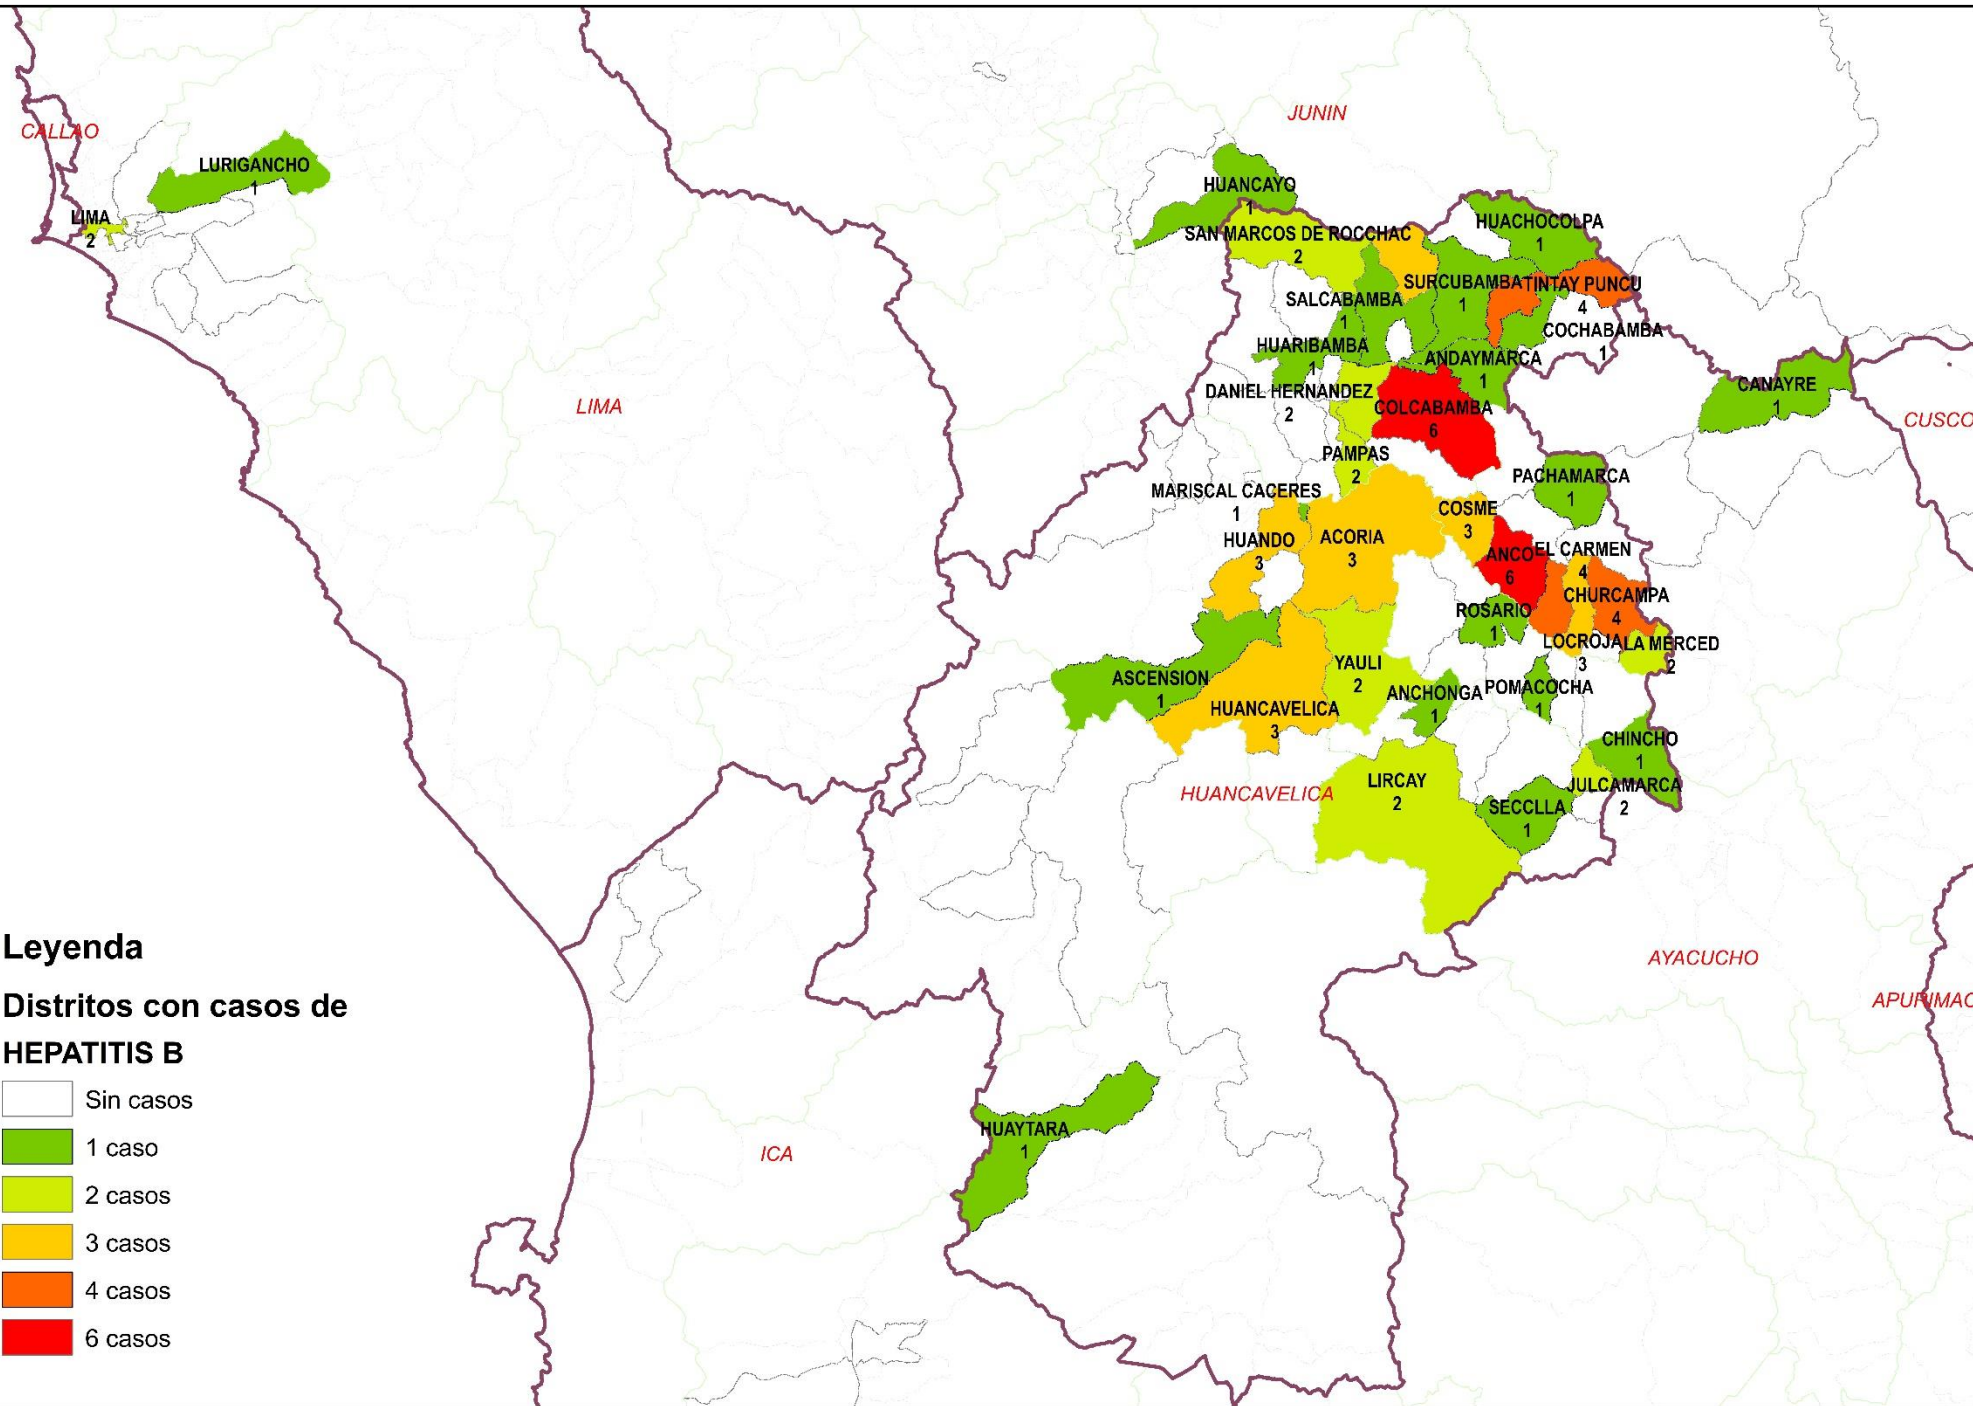 JUNIN
CALLAO
LURIGANCHO
1
HUANCAYO
1
LIMA
2
HUACHOCOLPA
1
SAN MARCOS DE ROCCHAC
2
SURCUBAMBA
1
TINTAY PUNCU
4
SALCABAMBA
1
COCHABAMBA
1
HUARIBAMBA
1
ANDAYMARCA
1
CANAYRE
1
DANIEL HERNANDEZ
2
LIMA
COLCABAMBA
6
CUSCO
PAMPAS
2
PACHAMARCA
1
MARISCAL CACERES
1
COSME
3
HUANDO
3
ACORIA
3
ANCO
6
EL CARMEN
4
CHURCAMPA
4
ROSARIO
1
LOCROJA
3
LA MERCED
2
YAULI
2
ASCENSION
1
ANCHONGA
1
POMACOCHA
1
HUANCAVELICA
3
CHINCHO
1
LIRCAY
2
JULCAMARCA
2
HUANCAVELICA
SECCLLA
1
AYACUCHO
APURIMAC
HUAYTARA
1
ICA
Leyenda
Distritos con casos de
HEPATITIS B
Sin casos
1 caso
2 casos
3 casos
4 casos
6 casos